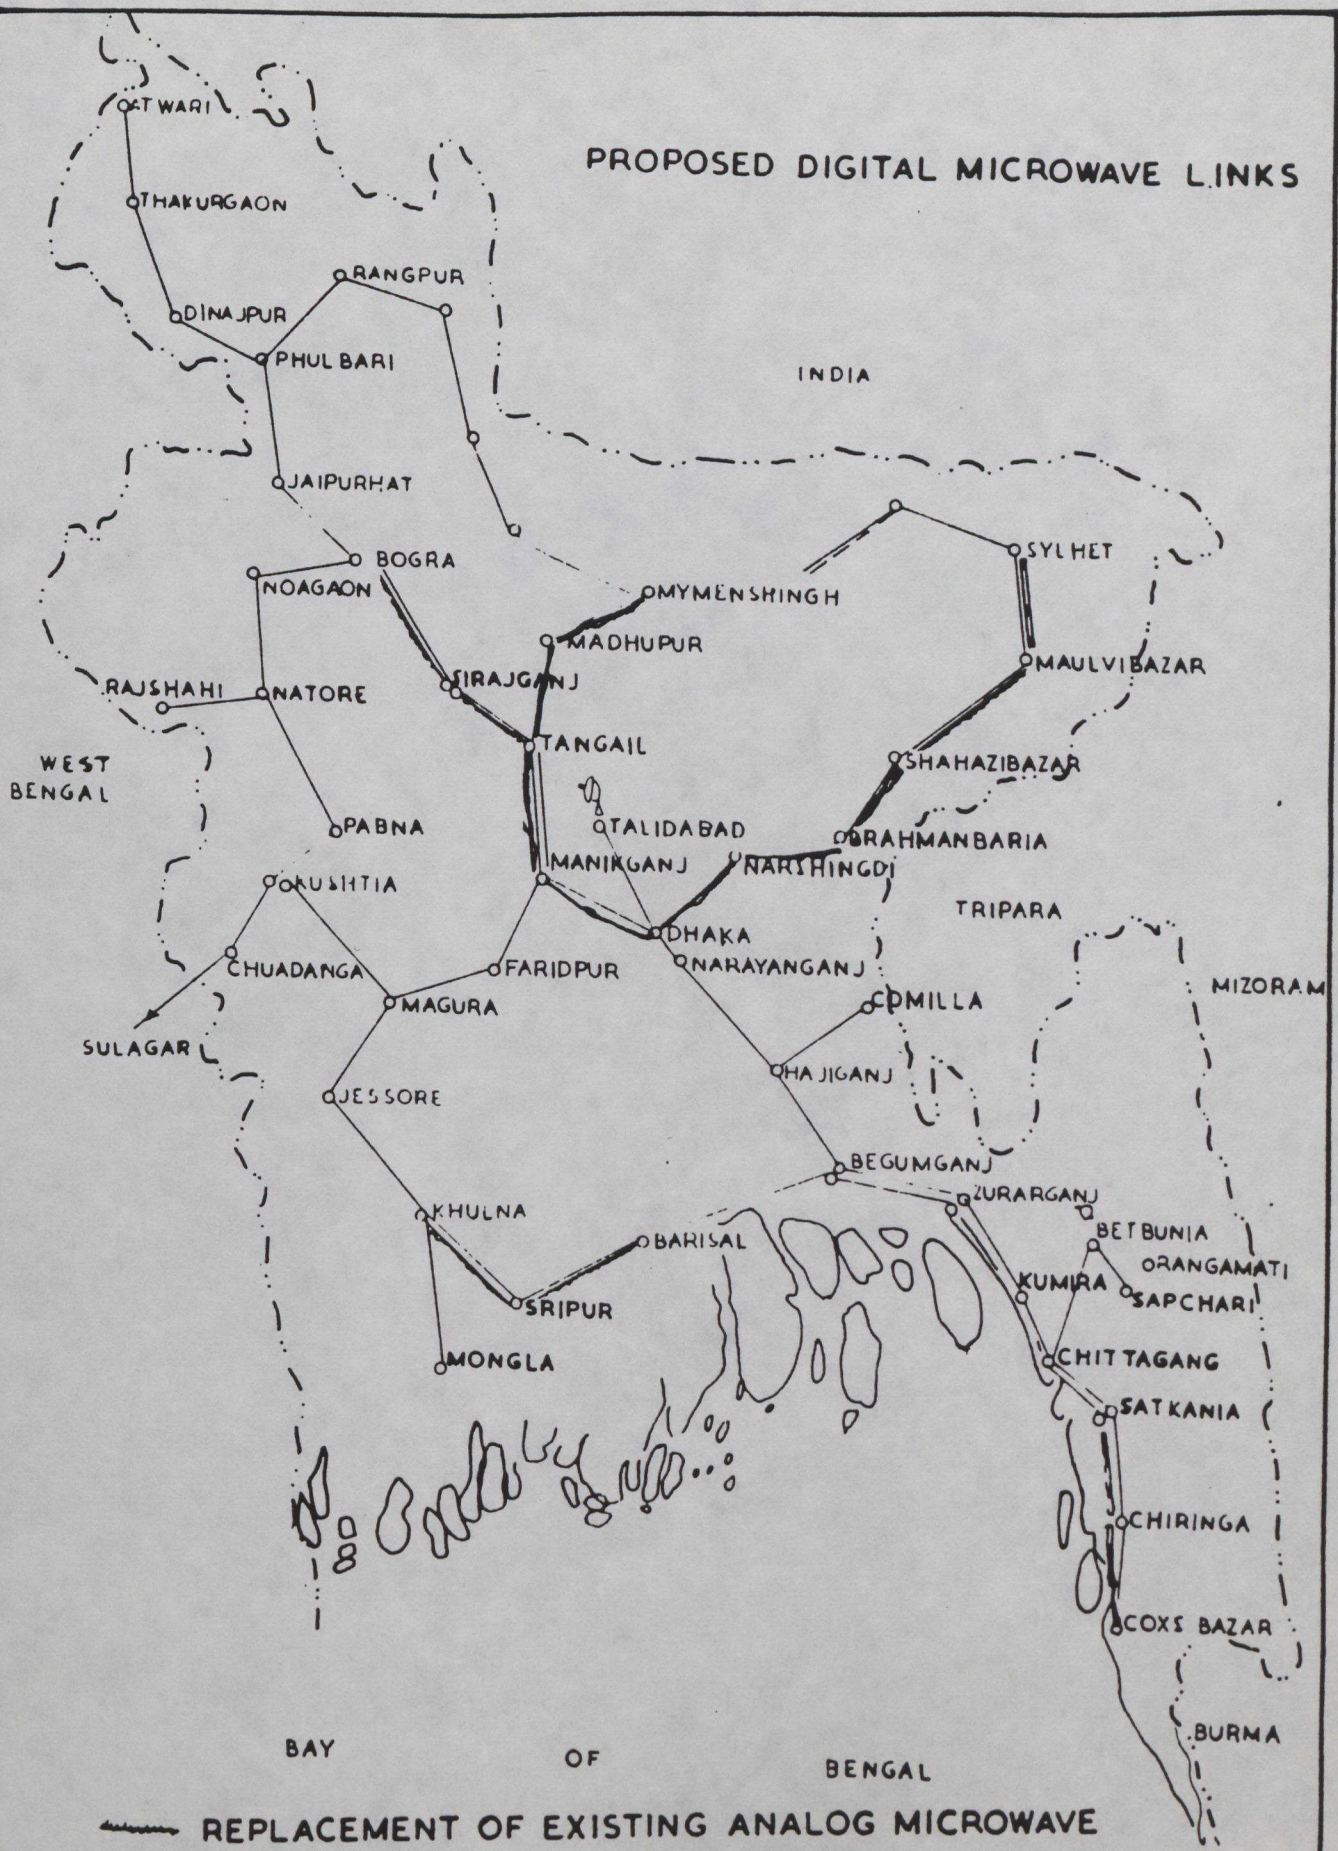 ATWARI
PROPOSED DIGITAL MICROWAVE LINKS
THAKURGAON
RANGPUR
DINAJPUR
PHULBARI
INDIA
JAIPURHAT
SYLHET
BOGRA
NOAGAON
MYMENSHINGH
MADHUPUR
MAULVIBAZAR
SIRAJGANJ
RAJSHAHI
NATORE
TANGAIL
SHAHAZIBAZAR
WEST
BENGAL
PABNA
TALIDABAD
BRAHMANBARIA
MANIKGANJ
NARSHINGDI
KUSHTIA
TRIPARA
DHAKA
CHUADANGA
FARIDPUR
NARAYANGANJ
MIZORAM
MAGURA
COMILLA
SULAGAR
HAJIGANJ
JESSORE
BEGUMGANJ
ZURARGANJ
KHULNA
BETBUNIA
BARISAL
ORANGAMATI
KUMIRA
SAPCHARI
SRIPUR
MONGLA
CHITTAGANG
SATKANIA
CHIRINGA
COXS BAZAR
BURMA
BAY OF BENGAL
REPLACEMENT OF EXISTING ANALOG MICROWAVE